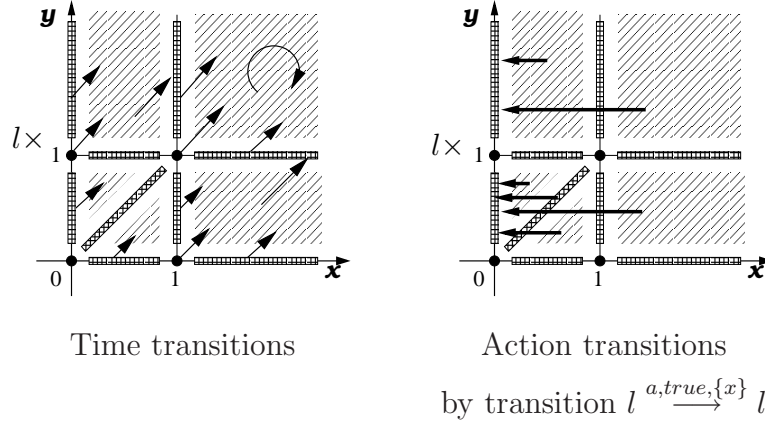 y
y
l×
1
l×
1
0
1
x
0
1
x
Time transitions
Action transitions
by transition l a,true,{x} ⟶ l